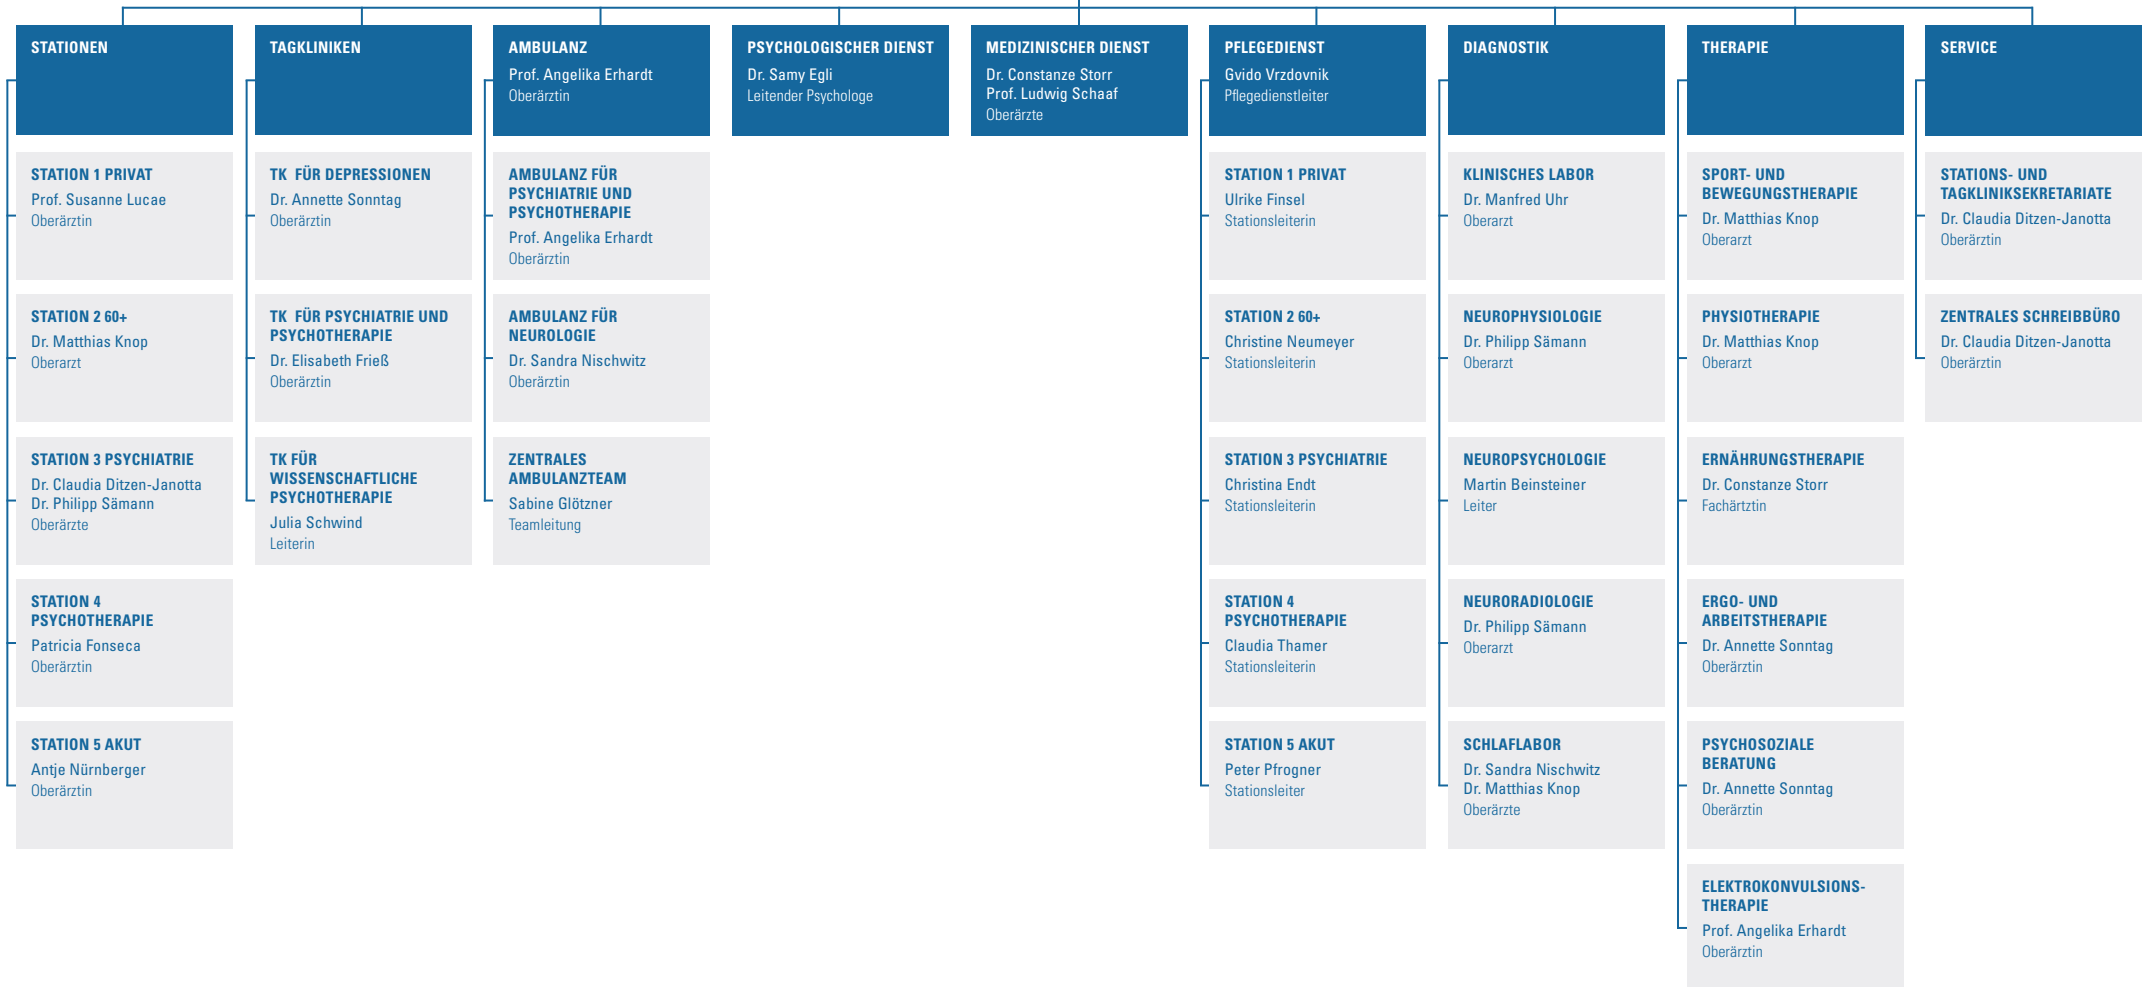 STATIONEN
STATION 1 PRIVAT
Prof. Susanne Lucae
Oberärztin
STATION 2 60+
Dr. Matthias Knop
Oberarzt
STATION 3 PSYCHIATRIE
Dr. Claudia Ditzen-Janotta
Dr. Philipp Sämann
Oberärzte
STATION 4
PSYCHOTHERAPIE
Patricia Fonseca
Oberärztin
STATION 5 AKUT
Antje Nürnberger
Oberärztin
TAGKLINIKEN
TK FÜR DEPRESSIONEN
Dr. Annette Sonntag
Oberärztin
TK FÜR PSYCHIATRIE UND
PSYCHOTHERAPIE
Dr. Elisabeth Frieß
Oberärztin
TK FÜR
WISSENSCHAFTLICHE
PSYCHOTHERAPIE
Julia Schwind
Leiterin
AMBULANZ
Prof. Angelika Erhardt
Oberärztin
AMBULANZ FÜR
PSYCHIATRIE UND
PSYCHOTHERAPIE
Prof. Angelika Erhardt
Oberärztin
AMBULANZ FÜR
NEUROLOGIE
Dr. Sandra Nischwitz
Oberärztin
ZENTRALES
AMBULANZTEAM
Sabine Glötzner
Teamleitung
PSYCHOLOGISCHER DIENST
Dr. Samy Egli
Leitender Psychologe
MEDIZINISCHER DIENST
Dr. Constanze Storr
Prof. Ludwig Schaaf
Oberärzte
PFLEGEDIENST
Gvido Vrzdovnik
Pflegedienstleiter
STATION 1 PRIVAT
Ulrike Finsel
Stationsleiterin
STATION 2 60+
Christine Neumeyer
Stationsleiterin
STATION 3 PSYCHIATRIE
Christina Endt
Stationsleiterin
STATION 4
PSYCHOTHERAPIE
Claudia Thamer
Stationsleiterin
STATION 5 AKUT
Peter Pfrogner
Stationsleiter
DIAGNOSTIK
KLINISCHES LABOR
Dr. Manfred Uhr
Oberarzt
NEUROPHYSIOLOGIE
Dr. Philipp Sämann
Oberarzt
NEUROPSYCHOLOGIE
Martin Beinsteiner
Leiter
NEURORADIOLOGIE
Dr. Philipp Sämann
Oberarzt
SCHLAFLABOR
Dr. Sandra Nischwitz
Dr. Matthias Knop
Oberärzte
THERAPIE
SPORT- UND
BEWEGUNGSTHERAPIE
Dr. Matthias Knop
Oberarzt
PHYSIOTHERAPIE
Dr. Matthias Knop
Oberarzt
ERNÄHRUNGSTHERAPIE
Dr. Constanze Storr
Fachärtztin
ERGO- UND
ARBEITSTHERAPIE
Dr. Annette Sonntag
Oberärztin
PSYCHOSOZIALE
BERATUNG
Dr. Annette Sonntag
Oberärztin
ELEKTROKONVULSIONS-
THERAPIE
Prof. Angelika Erhardt
Oberärztin
SERVICE
STATIONS- UND
TAGKLINIKSEKRETARIATE
Dr. Claudia Ditzen-Janotta
Oberärztin
ZENTRALES SCHREIBBÜRO
Dr. Claudia Ditzen-Janotta
Oberärztin